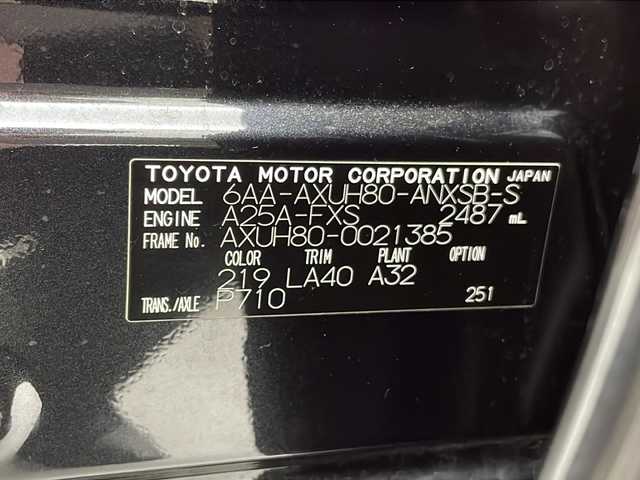 TOYOTA MOTOR CORPORATION JAPAN
MODEL 6AA-AXUH80-ANXSB-S
ENGINE A25A-FXS 2487 mL
FRAME No. AXUH80-0021385
COLOR TRIM PLANT OPTION
219 LA40 A32
TRANS./AXLE P710 251